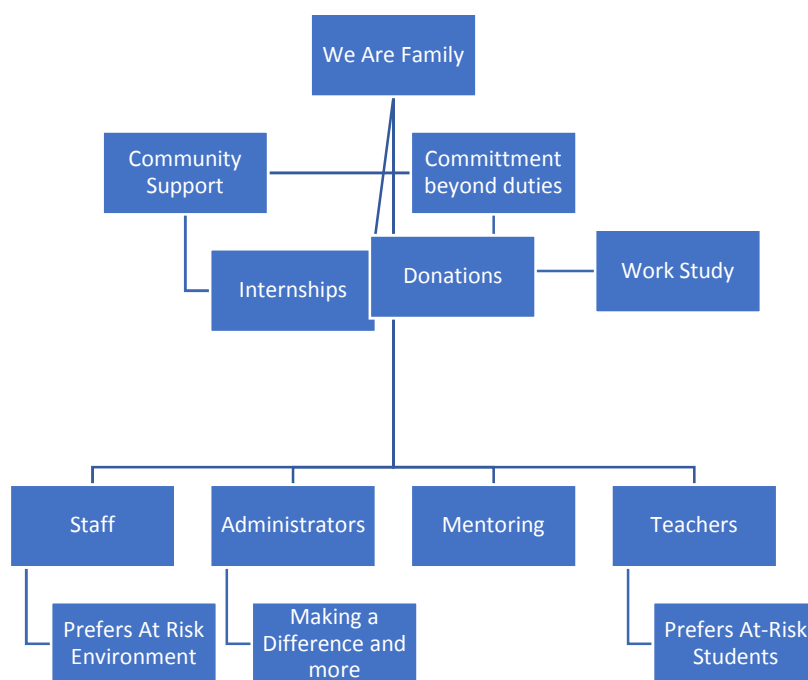 We Are Family
Community
Support
Committment
beyond duties
Internships
Donations
Work Study
Staff
Administrators
Mentoring
Teachers
Prefers At Risk
Environment
Making a
Difference and
more
Prefers At-Risk
Students